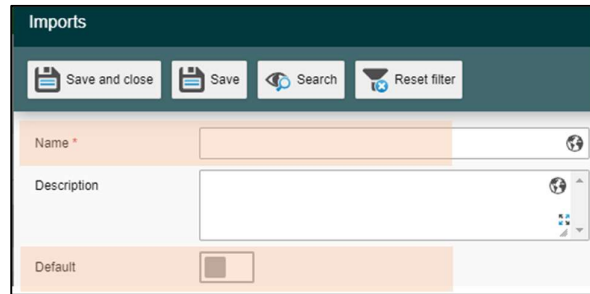 Imports
Save and close Save Search Reset filter
Name *
Description
Default